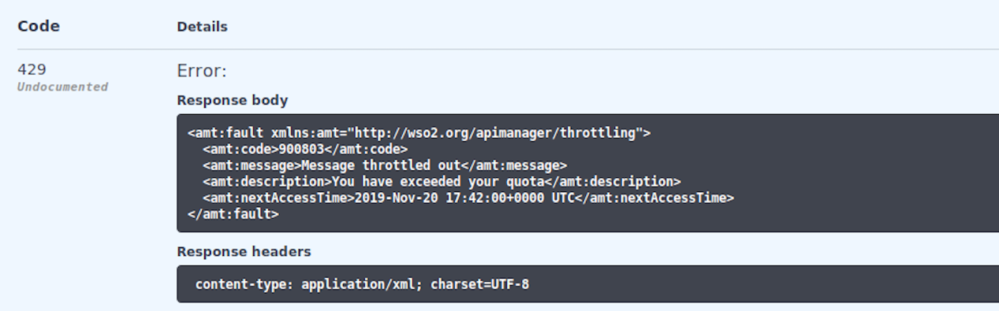 Code Details
429 Error:
Undocumented
Response body
<amt:fault xmlns:amt="http://wso2.org/apimanager/throttling">
  <amt:code>900803</amt:code>
  <amt:message>Message throttled out</amt:message>
  <amt:description>You have exceeded your quota</amt:description>
  <amt:nextAccessTime>2019-Nov-20 17:42:00+0000 UTC</amt:nextAccessTime>
</amt:fault>
Response headers
content-type: application/xml; charset=UTF-8